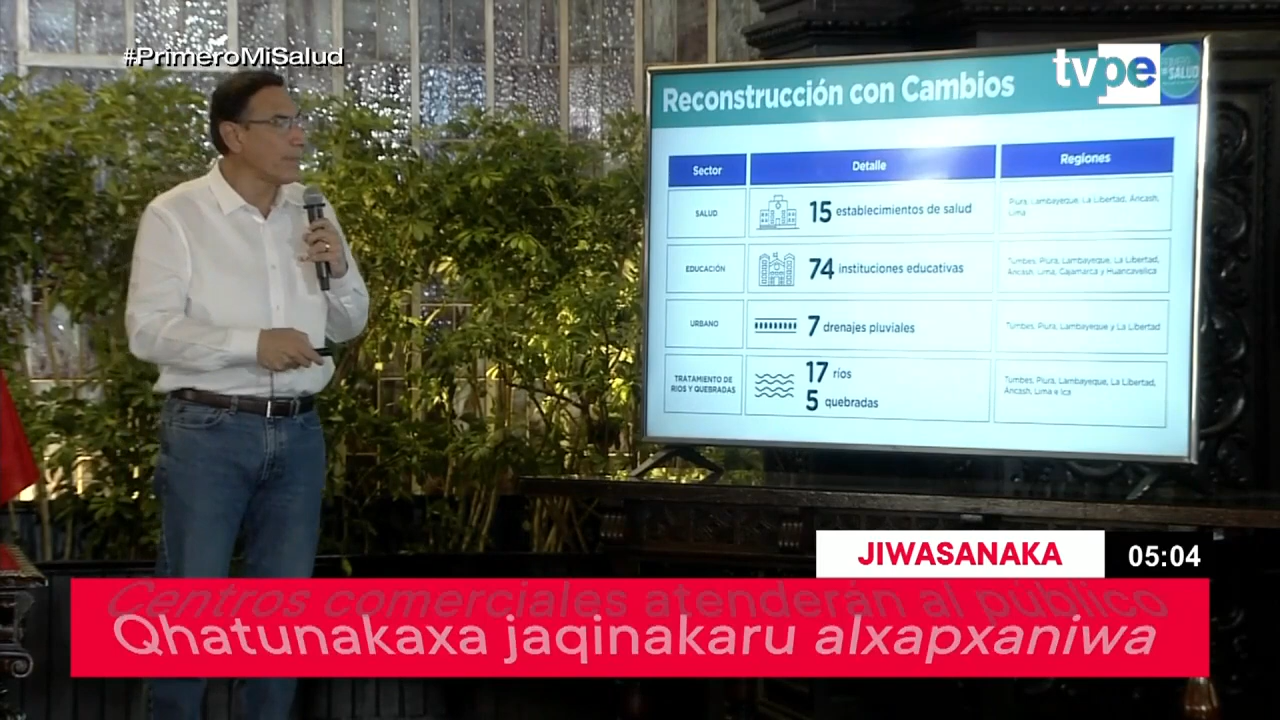 #PrimeroMiSalud
tvpe
SALUD
Reconstrucción con Cambios
Sector
Detalle
Regiones
SALUD
15 establecimientos de salud
Piura, Lambayeque, La Libertad, Áncash,
Lima
EDUCACIÓN
74 instituciones educativas
Tumbes, Piura, Lambayeque, La Libertad,
Áncash, Lima, Cajamarca y Huancavelica
URBANO
7 drenajes pluviales
Tumbes, Piura, Lambayeque y La Libertad
TRATAMIENTO DE
RÍOS Y QUEBRADAS
17 ríos
5 quebradas
Tumbes, Piura, Lambayeque, La Libertad,
Áncash, Lima e Ica
JIWASANAKA
05:04
Centros comerciales atenderán al público
Qhatunakaxa jaqinakaru alxapxaniwa